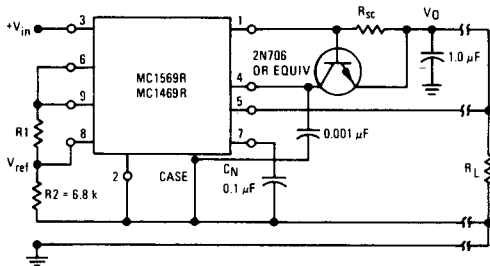 +Vin
3
1
RSC
VO
6
MC1569R
MC1469R
4
2N706
OR EQUIV
1.0 µF
9
5
R1
8
7
0.001 µF
Vref
2
CASE
CN
0.1 µF
RL
R2 = 6.8 k